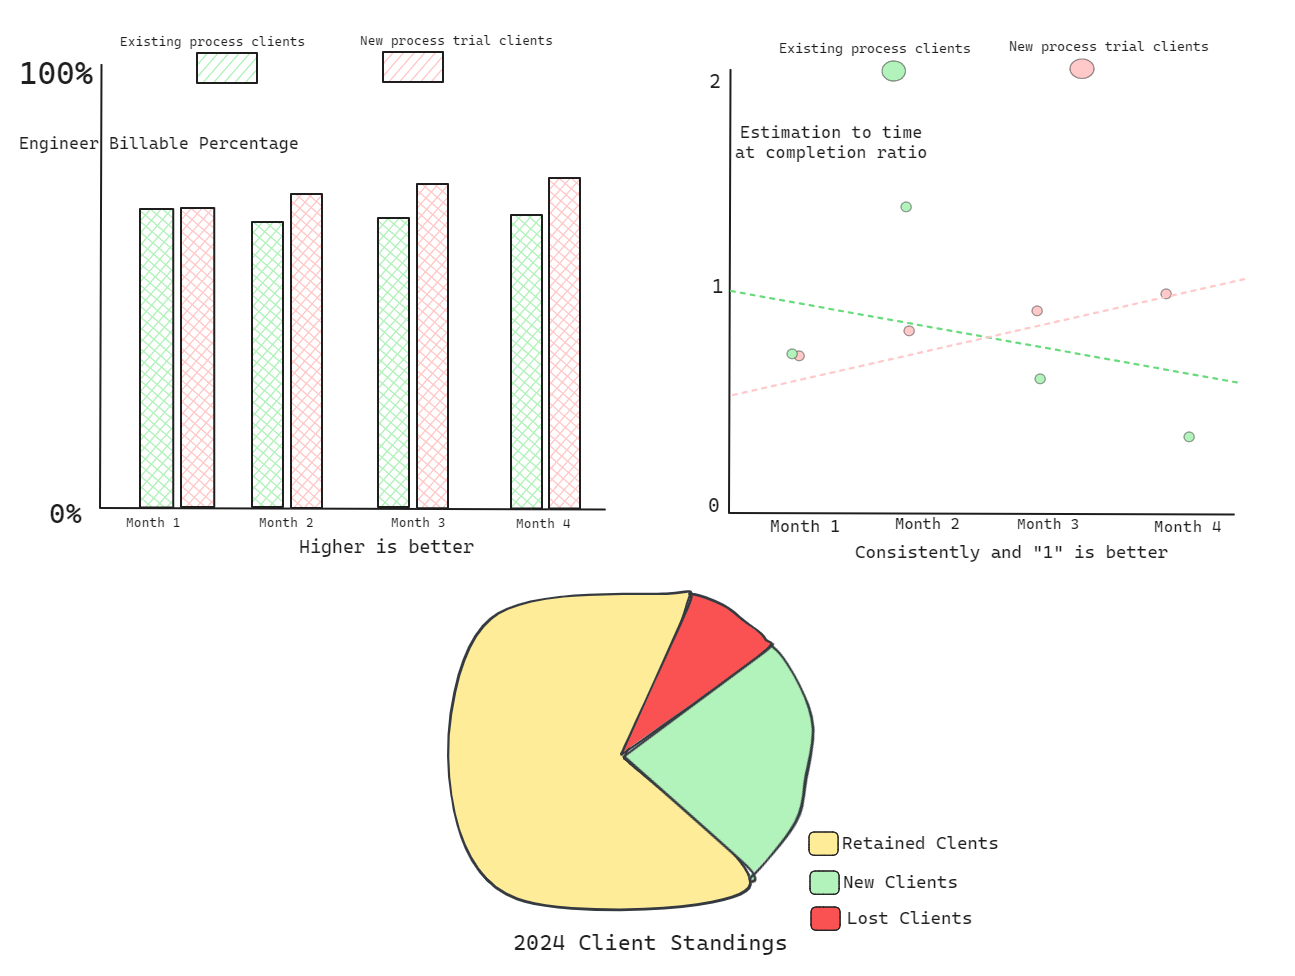 Existing process clients
New process trial clients
100%
Engineer Billable Percentage
0%
Month 1
Month 2
Month 3
Month 4
Higher is better
Existing process clients
New process trial clients
2
Estimation to time
at completion ratio
1
0
Month 1
Month 2
Month 3
Month 4
Consistently and "1" is better
Retained Clents
New Clients
Lost Clients
2024 Client Standings